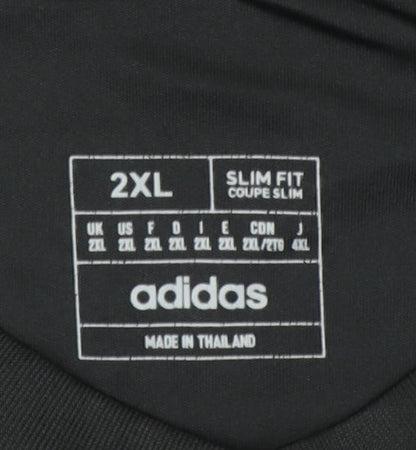 2XL
SLIM FIT
COUPE SLIM
UK US F D I E CDN J
2XL 2XL 2XL 2XL 2XL 2XL 2XL/2TG 4XL
adidas
MADE IN THAILAND